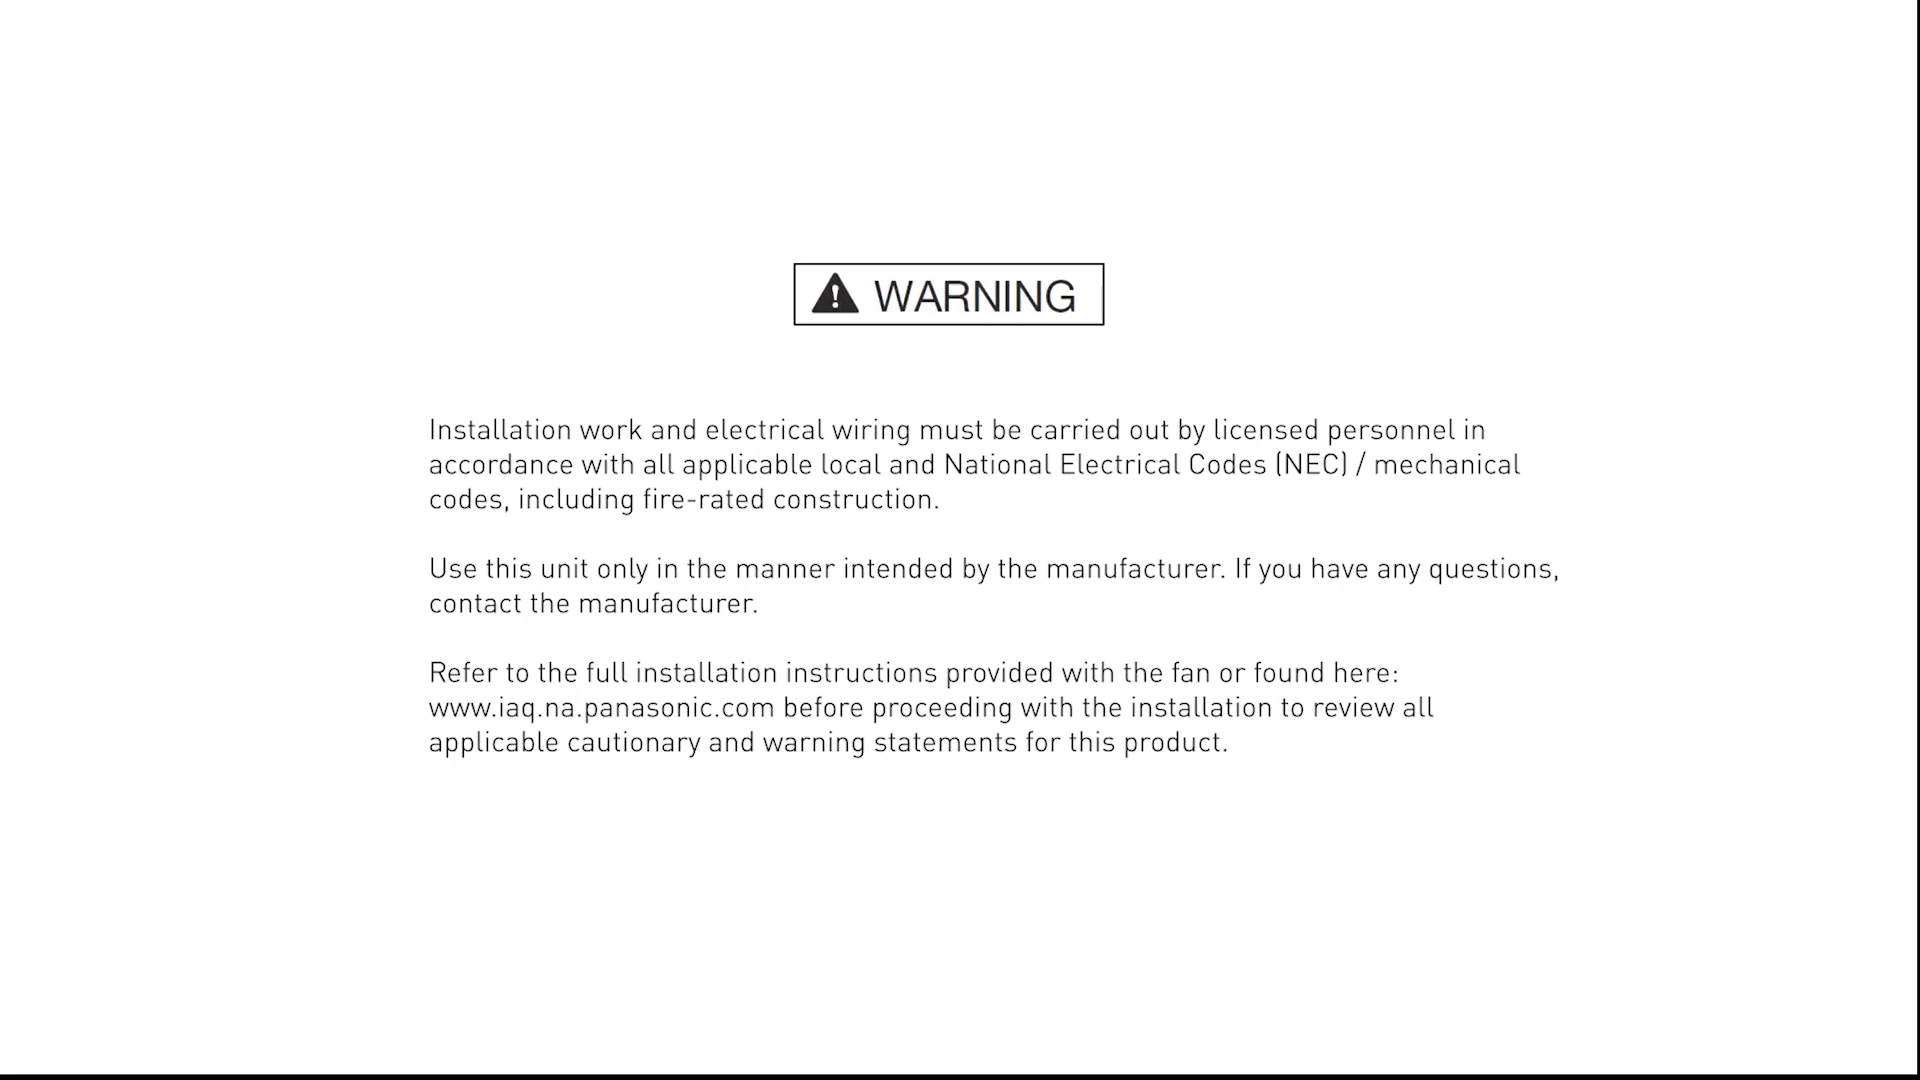 WARNING
Installation work and electrical wiring must be carried out by licensed personnel in
accordance with all applicable local and National Electrical Codes (NEC) / mechanical
codes, including fire-rated construction.
Use this unit only in the manner intended by the manufacturer. If you have any questions,
contact the manufacturer.
Refer to the full installation instructions provided with the fan or found here:
www.iaq.na.panasonic.com before proceeding with the installation to review all
applicable cautionary and warning statements for this product.